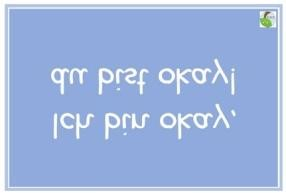 Ich bin okay,
du bist okay!